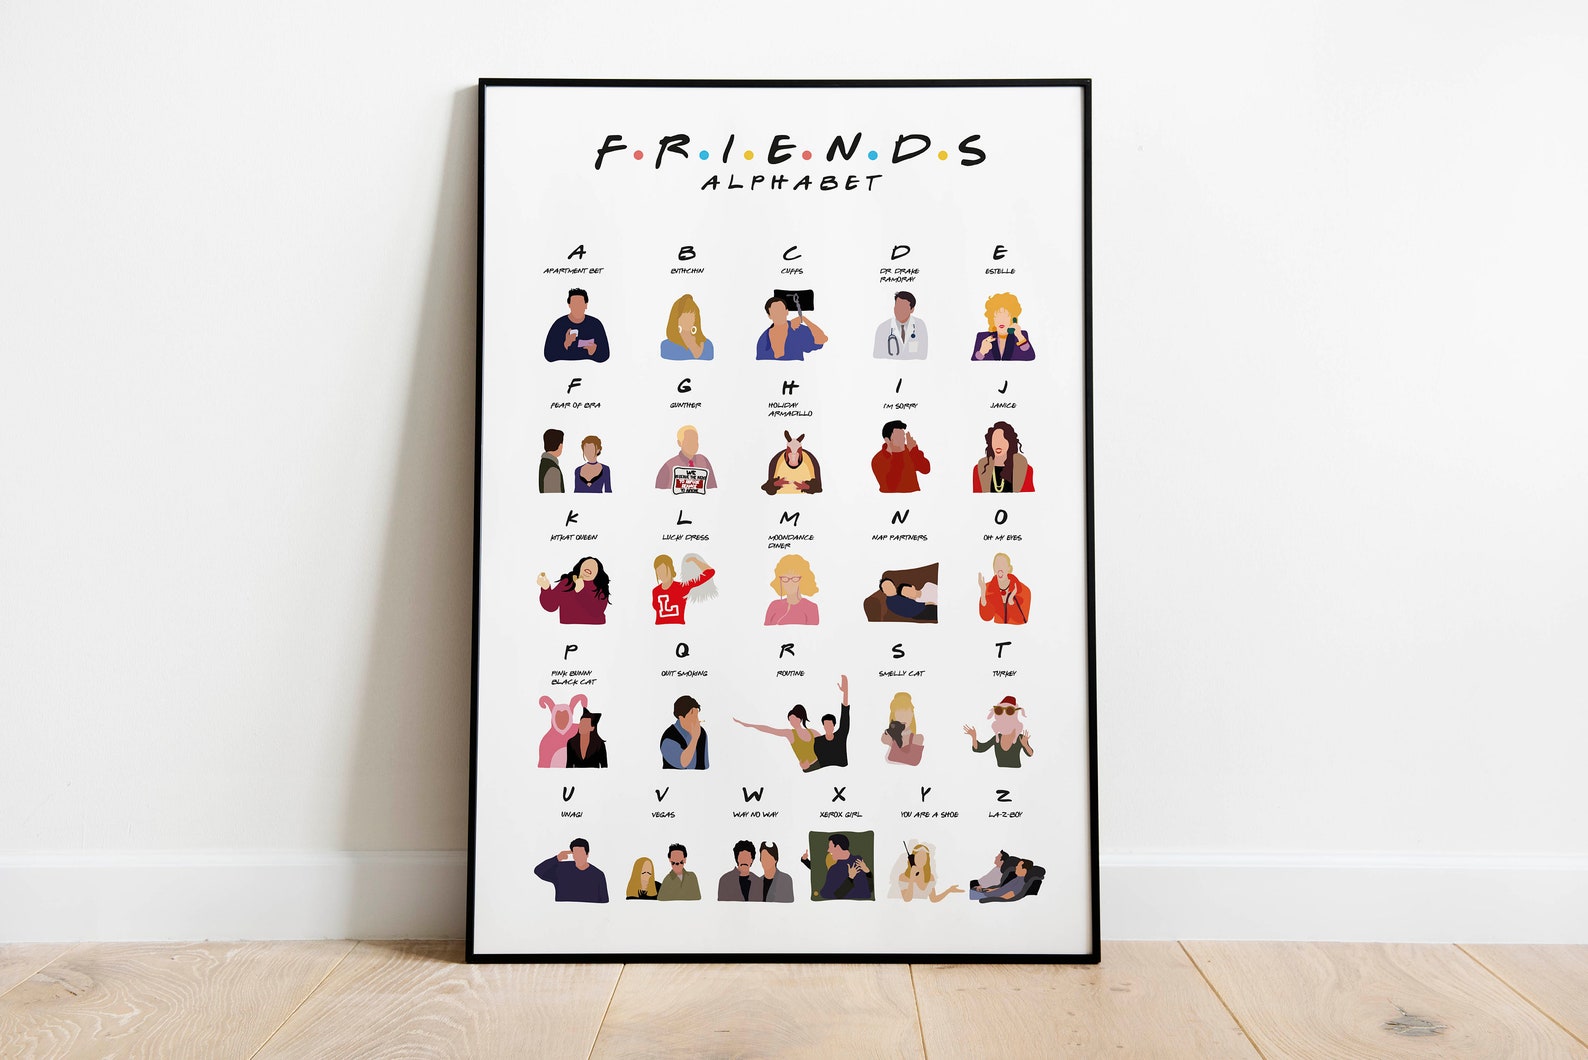 F•R•I•E•N•D•S
ALPHABET
A B C D E
APARTMENT BET BITHCHIN CUFFS DR DRAKE ESTELLE
RAMORAY
F G H I J
FEAR OF BRA GUNTHER HOLIDAY I'M SORRY JANICE
ARMADILLO
WE
K L M N O
KITKAT QUEEN LUCKY DRESS MOONDANCE NAP PARTNERS OH MY EYES
DINER
L
P Q R S T
PINK BUNNY QUIT SMOKING ROUTINE SMELLY CAT TURKEY
BLACK CAT
U V W X Y Z
UNAGI VEGAS WAY NO WAY XEROX GIRL YOU ARE A SHOE LA-Z-BOY